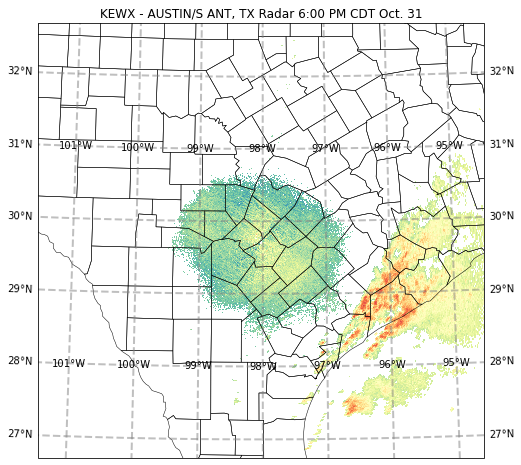 KEWX - AUSTIN/S ANT, TX Radar 6:00 PM CDT Oct. 31
32°N 32°N
31°N 101°W 100°W 99°W 98°W 97°W 96°W 95°W 31°N
30°N 30°N
29°N 29°N
28°N 101°W 100°W 99°W 98°W 97°W 96°W 95°W 28°N
27°N 27°N